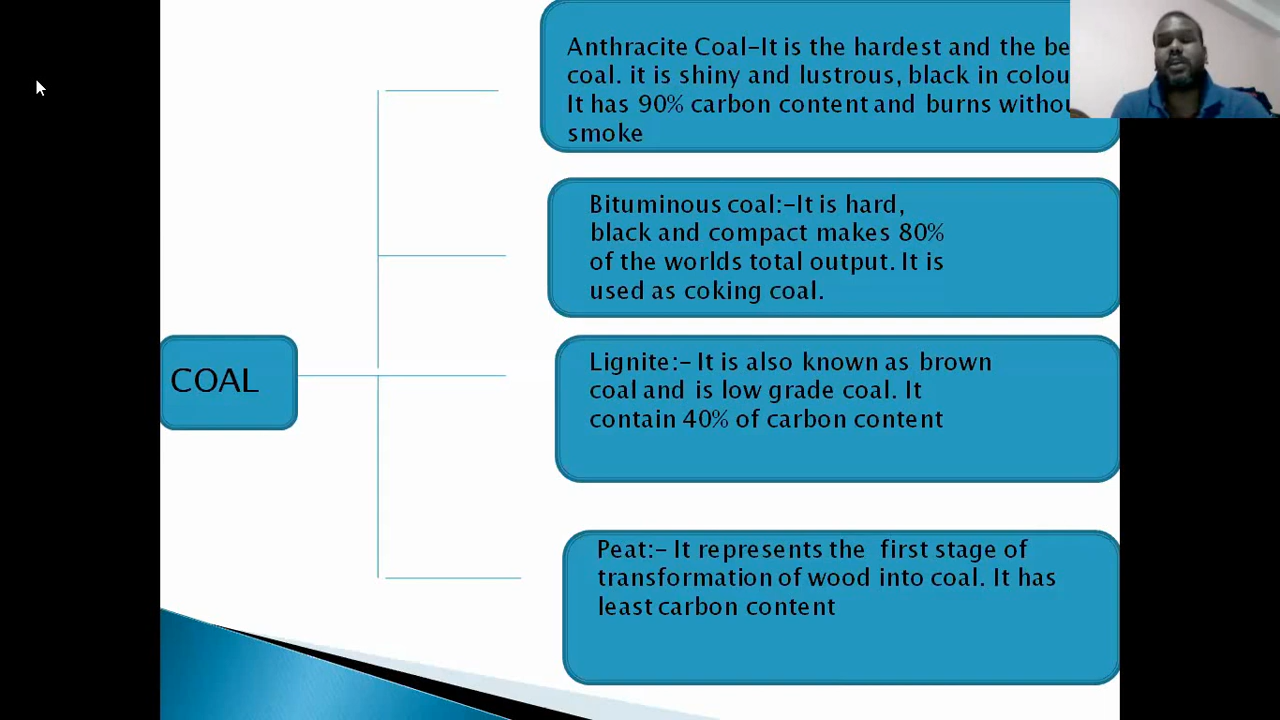 Anthracite Coal-It is the hardest and the
coal. it is shiny and lustrous, black in
It has 90% carbon content and burns
smoke
Bituminous coal:-It is hard,
black and compact makes 80%
of the worlds total output. It is
used as coking coal.
Lignite:- It is also known as brown
coal and is low grade coal. It
contain 40% of carbon content
COAL
Peat:- It represents the first stage of
transformation of wood into coal. It has
least carbon content